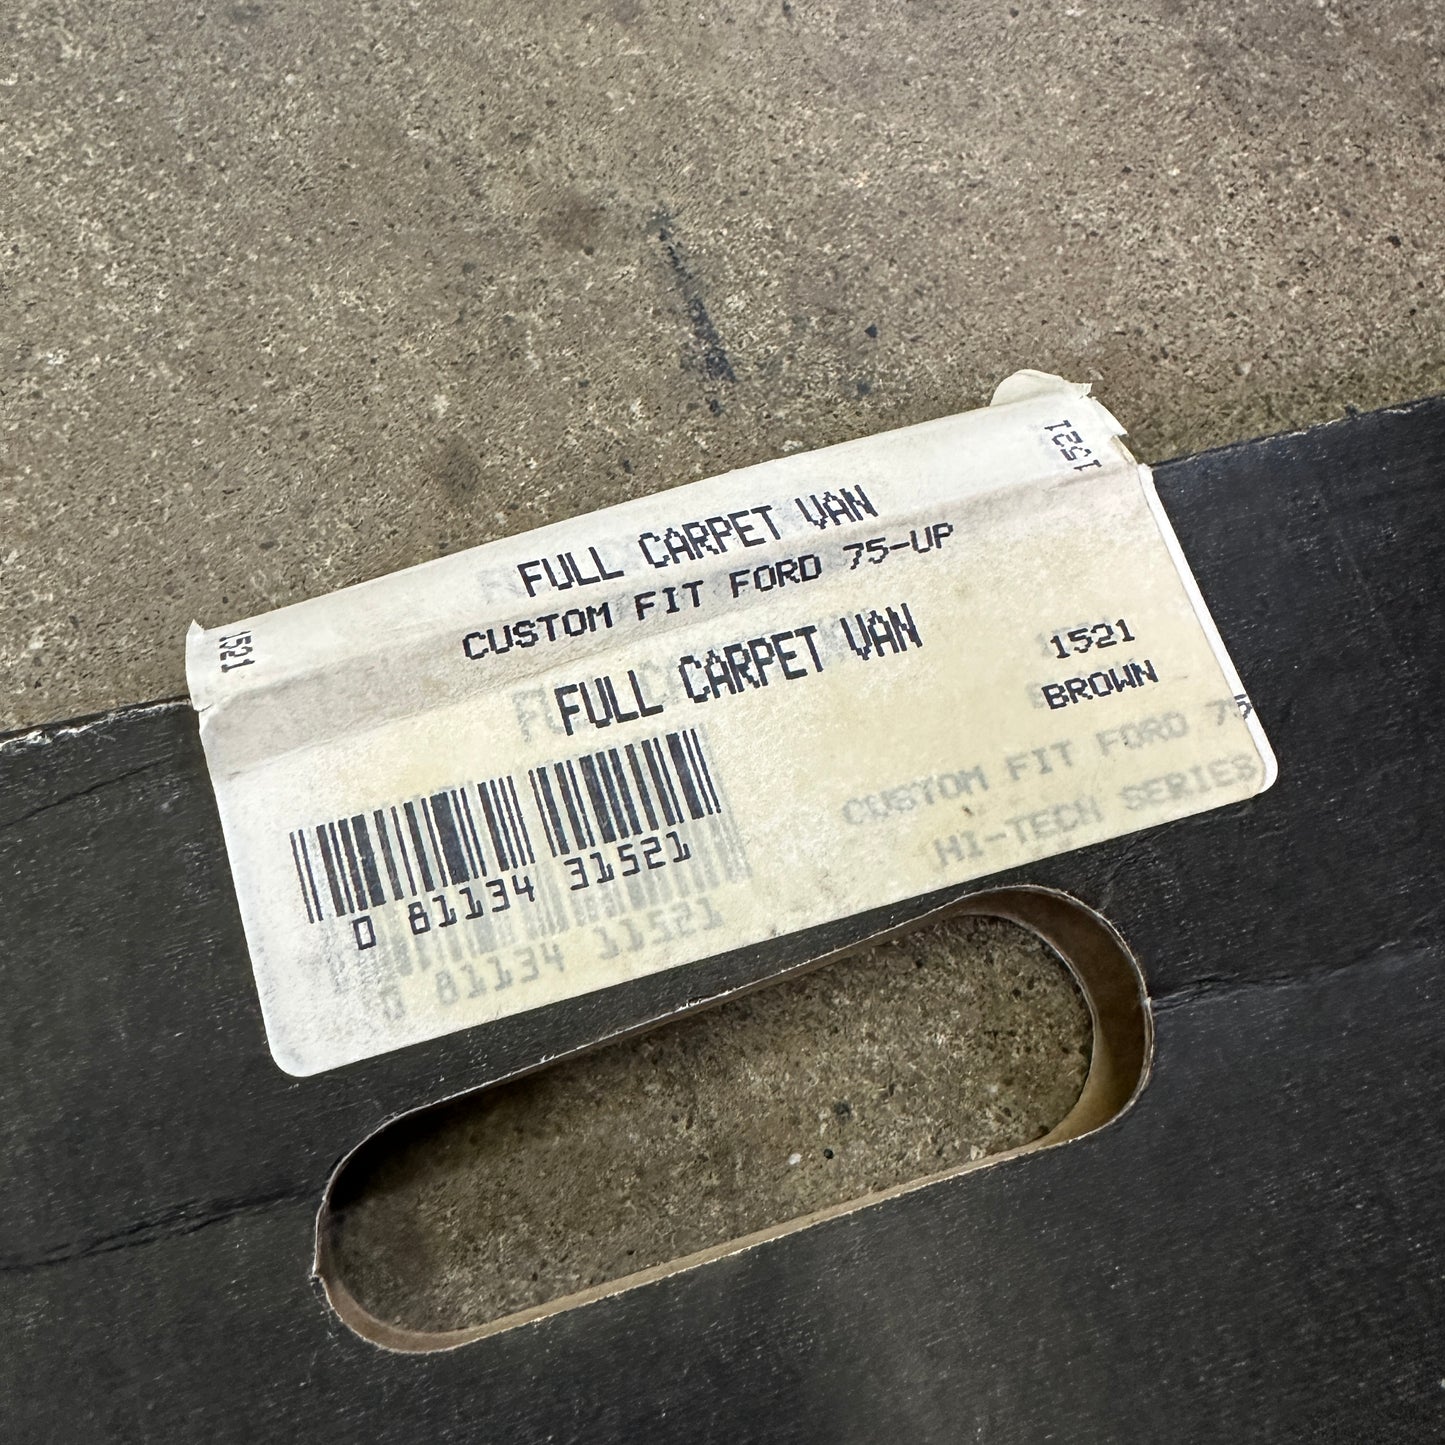 1521
FULL CARPET VAN
CUSTOM FIT FORD 75-UP
1521
FULL CARPET VAN
1521
BROWN
CUSTOM FIT FORD 75
HI-TECH SERIES
0 81134 31521
0 81134 11521